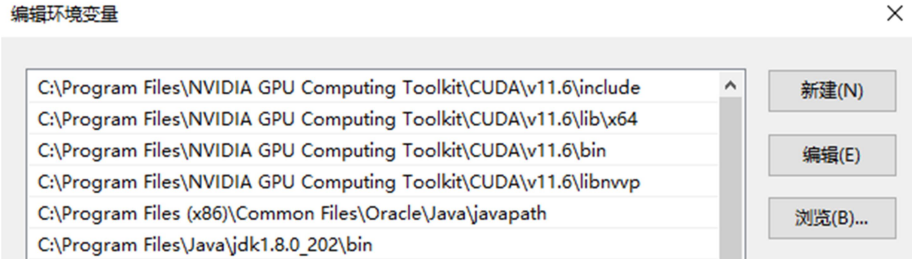 编辑环境变量
C:\Program Files\NVIDIA GPU Computing Toolkit\CUDA\v11.6\include
C:\Program Files\NVIDIA GPU Computing Toolkit\CUDA\v11.6\lib\x64
C:\Program Files\NVIDIA GPU Computing Toolkit\CUDA\v11.6\bin
C:\Program Files\NVIDIA GPU Computing Toolkit\CUDA\v11.6\libnvvp
C:\Program Files (x86)\Common Files\Oracle\Java\javapath
C:\Program Files\Java\jdk1.8.0_202\bin
新建(N)
编辑(E)
浏览(B)...